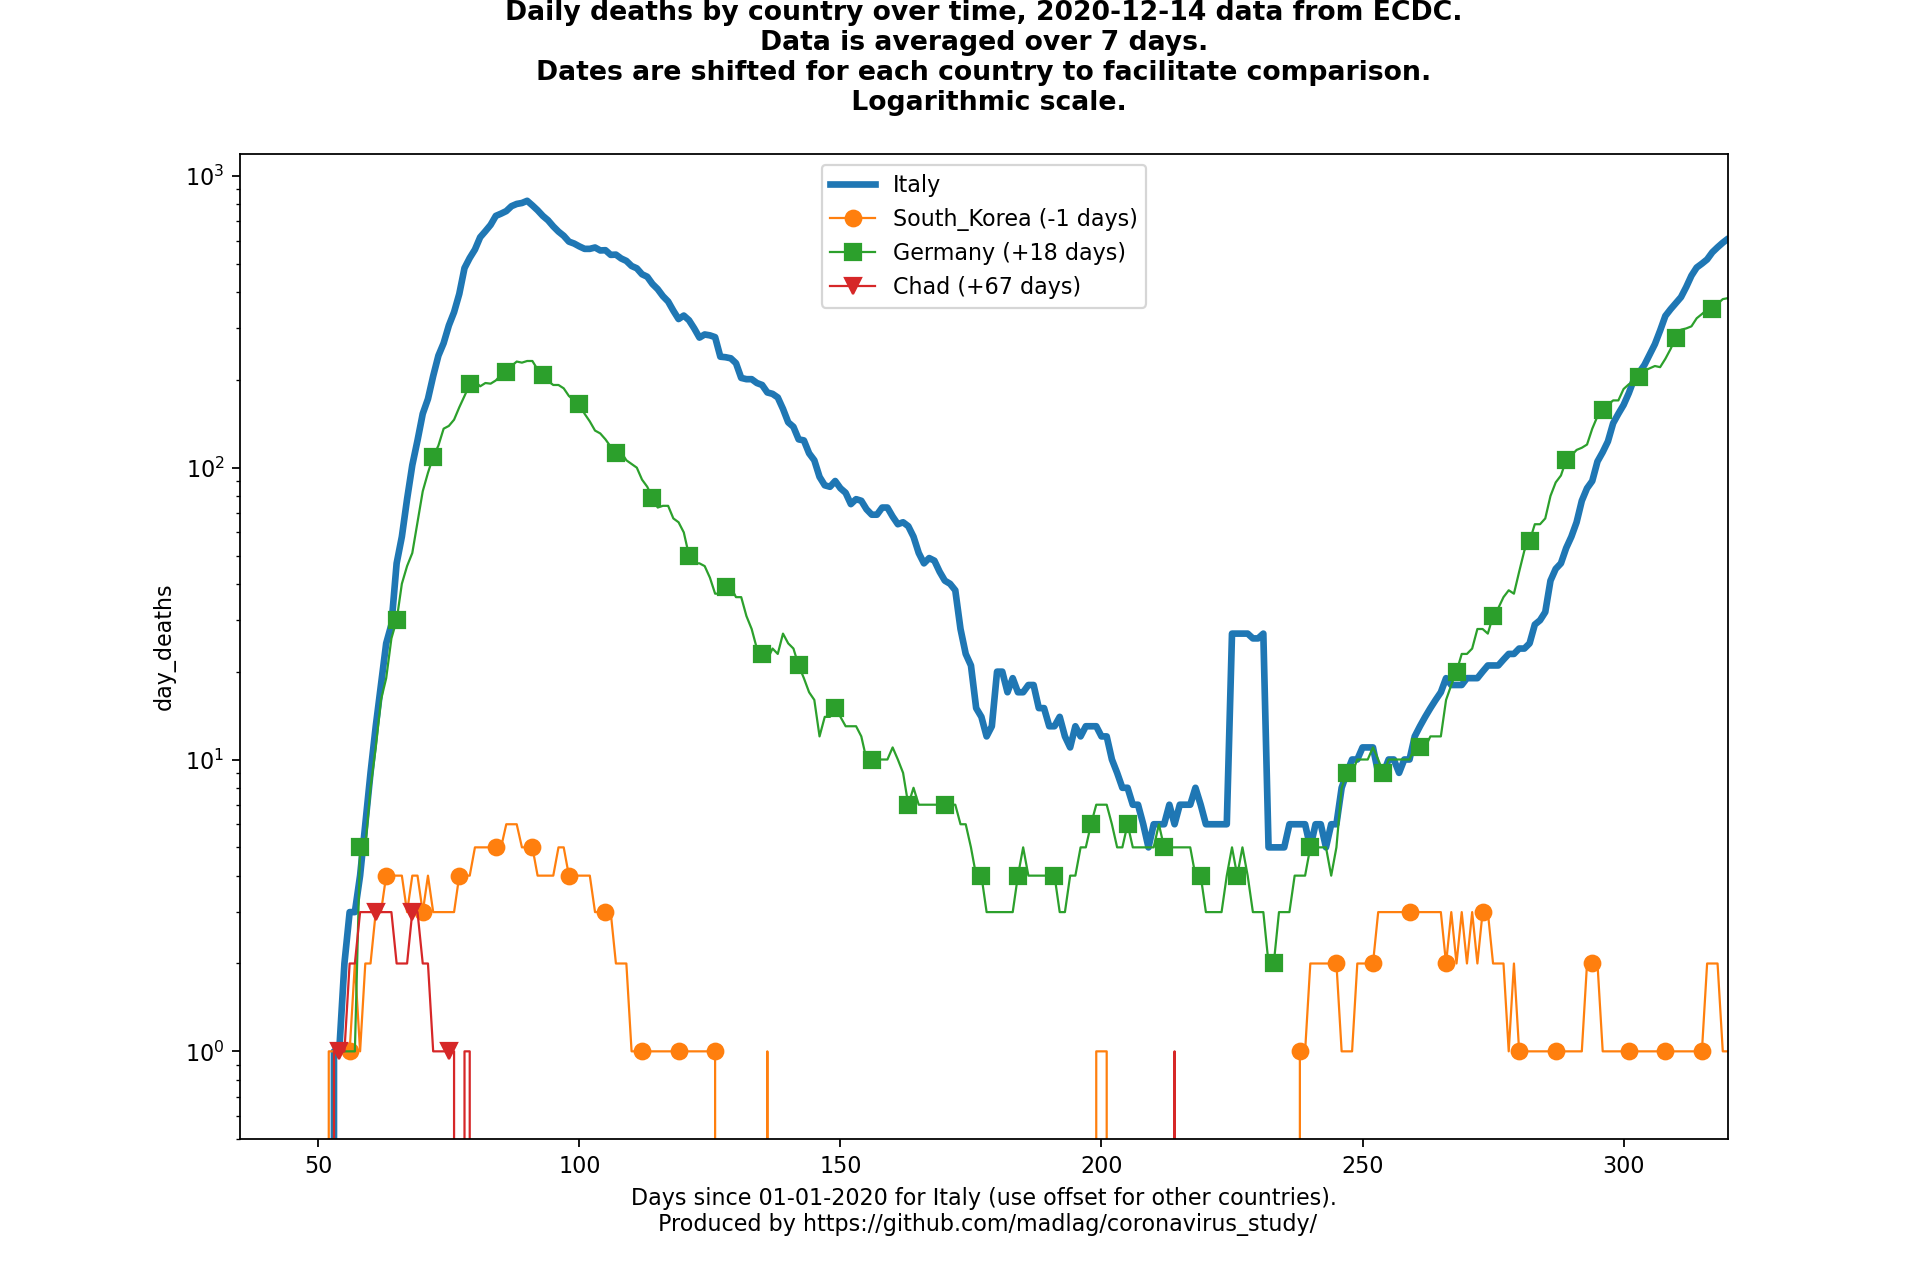 Daily deaths by country over time, 2020-12-14 data from ECDC.
Data is averaged over 7 days.
Dates are shifted for each country to facilitate comparison.
Logarithmic scale.
10³
10²
10¹
10⁰
day_deaths
Italy
South_Korea (-1 days)
Germany (+18 days)
Chad (+67 days)
50 100 150 200 250 300
Days since 01-01-2020 for Italy (use offset for other countries).
Produced by https://github.com/madlag/coronavirus_study/